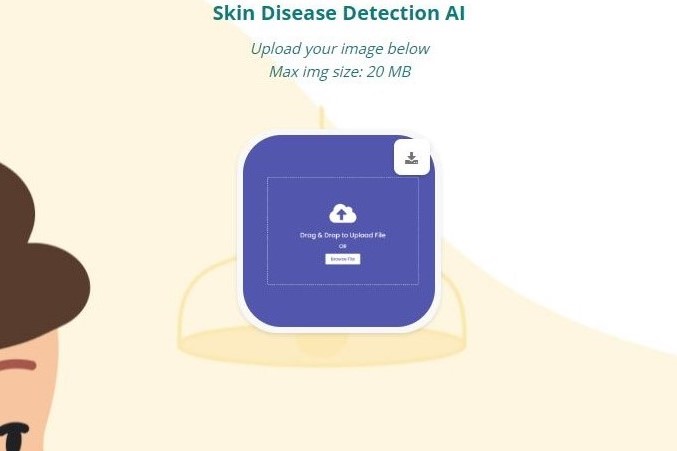 Skin Disease Detection AI
Upload your image below
Max img size: 20 MB
Drag & Drop to Upload File
OR
Browse File